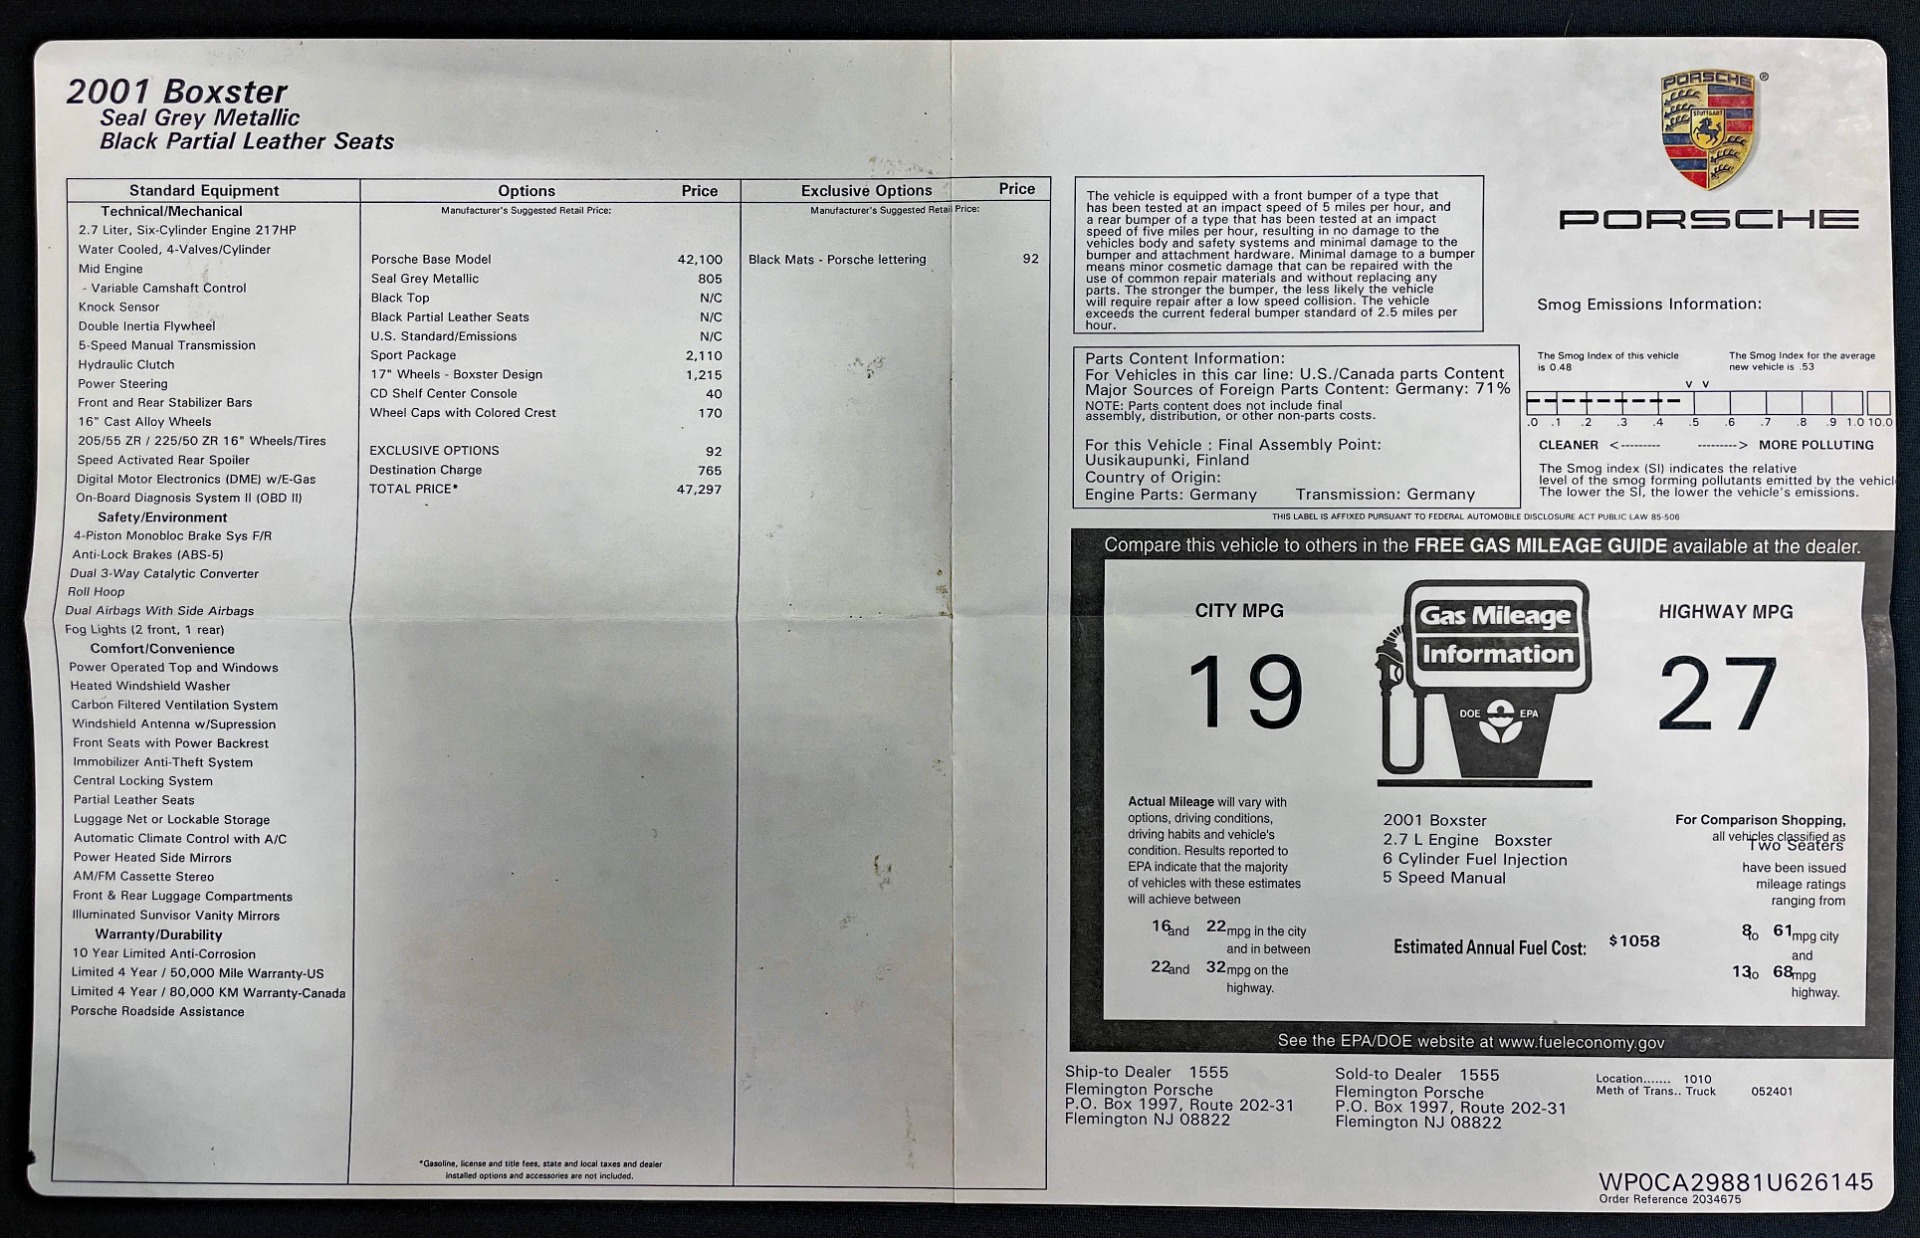 2001 Boxster
Seal Grey Metallic
Black Partial Leather Seats
Standard Equipment
Technical/Mechanical
2.7 Liter, Six-Cylinder Engine 217HP
Water Cooled, 4-Valves/Cylinder
Mid Engine
- Variable Camshaft Control
Knock Sensor
Double Inertia Flywheel
5-Speed Manual Transmission
Hydraulic Clutch
Power Steering
Front and Rear Stabilizer Bars
16" Cast Alloy Wheels
205/55 ZR / 225/50 ZR 16" Wheels/Tires
Speed Activated Rear Spoiler
Digital Motor Electronics (DME) w/E-Gas
On-Board Diagnosis System II (OBD II)
Safety/Environment
4-Piston Monobloc Brake Sys F/R
Anti-Lock Brakes (ABS-5)
Dual 3-Way Catalytic Converter
Roll Hoop
Dual Airbags With Side Airbags
Fog Lights (2 front, 1 rear)
Comfort/Convenience
Power Operated Top and Windows
Heated Windshield Washer
Carbon Filtered Ventilation System
Windshield Antenna w/Supression
Front Seats with Power Backrest
Immobilizer Anti-Theft System
Central Locking System
Partial Leather Seats
Luggage Net or Lockable Storage
Automatic Climate Control with A/C
Power Heated Side Mirrors
AM/FM Cassette Stereo
Front & Rear Luggage Compartments
Illuminated Sunvisor Vanity Mirrors
Warranty/Durability
10 Year Limited Anti-Corrosion
Limited 4 Year / 50,000 Mile Warranty-US
Limited 4 Year / 80,000 KM Warranty-Canada
Porsche Roadside Assistance
Options Price
Manufacturer's Suggested Retail Price:
Porsche Base Model 42,100
Seal Grey Metallic 805
Black Top N/C
Black Partial Leather Seats N/C
U.S. Standard/Emissions N/C
Sport Package 2,110
17" Wheels - Boxster Design 1,215
CD Shelf Center Console 40
Wheel Caps with Colored Crest 170
EXCLUSIVE OPTIONS 92
Destination Charge 765
TOTAL PRICE* 47,297
*Gasoline, license and title fees, state and local taxes and dealer
installed options and accessories are not included.
Exclusive Options Price
Manufacturer's Suggested Retail Price:
Black Mats - Porsche lettering 92
The vehicle is equipped with a front bumper of a type that
has been tested at an impact speed of 5 miles per hour, and
a rear bumper of a type that has been tested at an impact
speed of five miles per hour, resulting in no damage to the
vehicles body and safety systems and minimal damage to the
bumper and attachment hardware. Minimal damage to a bumper
means minor cosmetic damage that can be repaired with the
use of common repair materials and without replacing any
parts. The stronger the bumper, the less likely the vehicle
will require repair after a low speed collision. The vehicle
exceeds the current federal bumper standard of 2.5 miles per
hour.
PORSCHE ®
STUTTGART
PORSCHE
Parts Content Information:
For Vehicles in this car line: U.S./Canada parts Content
Major Sources of Foreign Parts Content: Germany: 71%
NOTE: Parts content does not include final
assembly, distribution, or other non-parts costs.
For this Vehicle : Final Assembly Point:
Uusikaupunki, Finland
Country of Origin:
Engine Parts: Germany Transmission: Germany
Smog Emissions Information:
The Smog Index of this vehicle
is 0.48
The Smog Index for the average
new vehicle is .53
v v
.0 .1 .2 .3 .4 .5 .6 .7 .8 .9 1.0 10.0
CLEANER <--------- ---------> MORE POLLUTING
The Smog index (SI) indicates the relative
level of the smog forming pollutants emitted by the vehicl
The lower the SI, the lower the vehicle's emissions.
THIS LABEL IS AFFIXED PURSUANT TO FEDERAL AUTOMOBILE DISCLOSURE ACT PUBLIC LAW 85-506
Compare this vehicle to others in the FREE GAS MILEAGE GUIDE available at the dealer.
CITY MPG
19
Gas Mileage
Information
DOE EPA
HIGHWAY MPG
27
Actual Mileage will vary with
options, driving conditions,
driving habits and vehicle's
condition. Results reported to
EPA indicate that the majority
of vehicles with these estimates
will achieve between
16 and 22 mpg in the city
and in between
22 and 32 mpg on the
highway.
2001 Boxster
2.7 L Engine Boxster
6 Cylinder Fuel Injection
5 Speed Manual
Estimated Annual Fuel Cost: $1058
For Comparison Shopping,
all vehicles classified as
Two Seaters
have been issued
mileage ratings
ranging from
8 to 61 mpg city
and
13 to 68 mpg
highway.
See the EPA/DOE website at www.fueleconomy.gov
Ship-to Dealer 1555
Flemington Porsche
P.O. Box 1997, Route 202-31
Flemington NJ 08822
Sold-to Dealer 1555
Flemington Porsche
P.O. Box 1997, Route 202-31
Flemington NJ 08822
Location....... 1010
Meth of Trans.. Truck 052401
WP0CA29881U626145
Order Reference 2034675